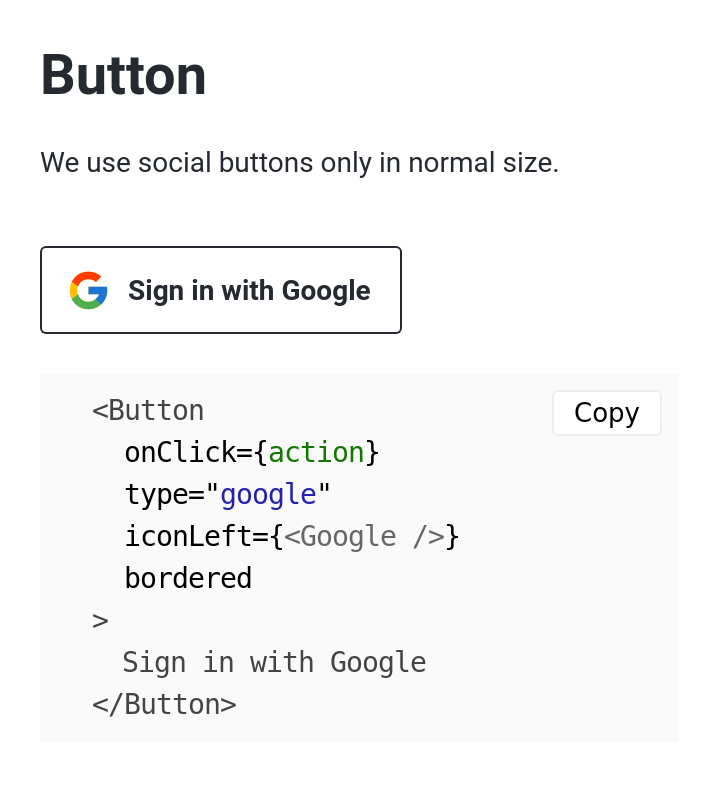 Button
We use social buttons only in normal size.
Sign in with Google
Copy
<Button
onClick={action}
type="google"
iconLeft={<Google />}
bordered
>
Sign in with Google
</Button>